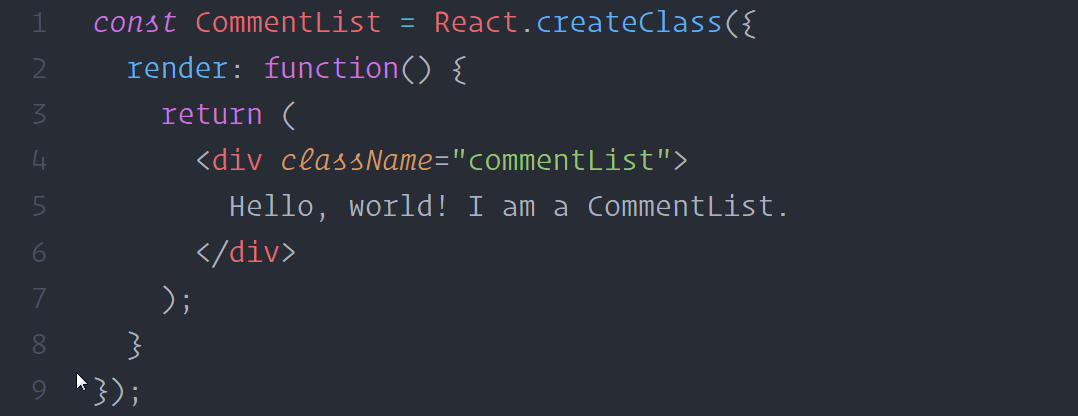 1 const CommentList = React.createClass({
2   render: function() {
3     return (
4       <div className="commentList">
5         Hello, world! I am a CommentList.
6       </div>
7     );
8   }
9 });